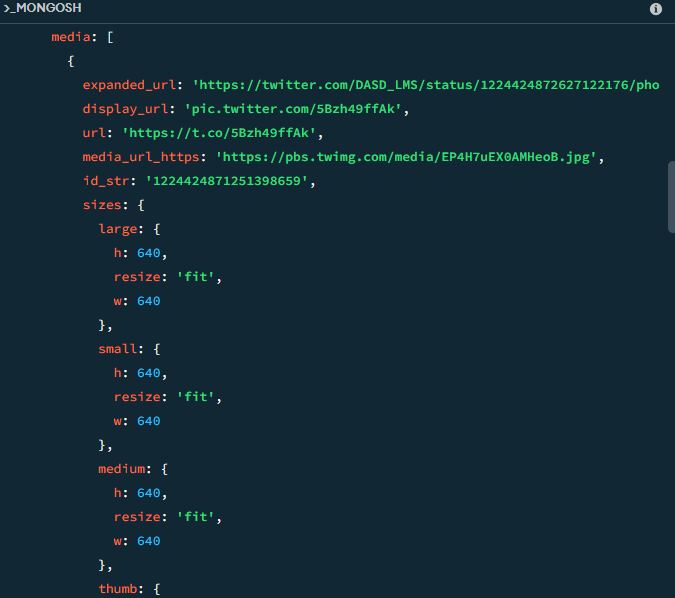 >_MONGOSH
media: [
{
expanded_url: 'https://twitter.com/DASD_LMS/status/1224424872627122176/pho
display_url: 'pic.twitter.com/5Bzh49ffAk',
url: 'https://t.co/5Bzh49ffAk',
media_url_https: 'https://pbs.twimg.com/media/EP4H7uEX0AMHeoB.jpg',
id_str: '1224424871251398659',
sizes: {
large: {
h: 640,
resize: 'fit',
w: 640
},
small: {
h: 640,
resize: 'fit',
w: 640
},
medium: {
h: 640,
resize: 'fit',
w: 640
},
thumb: {